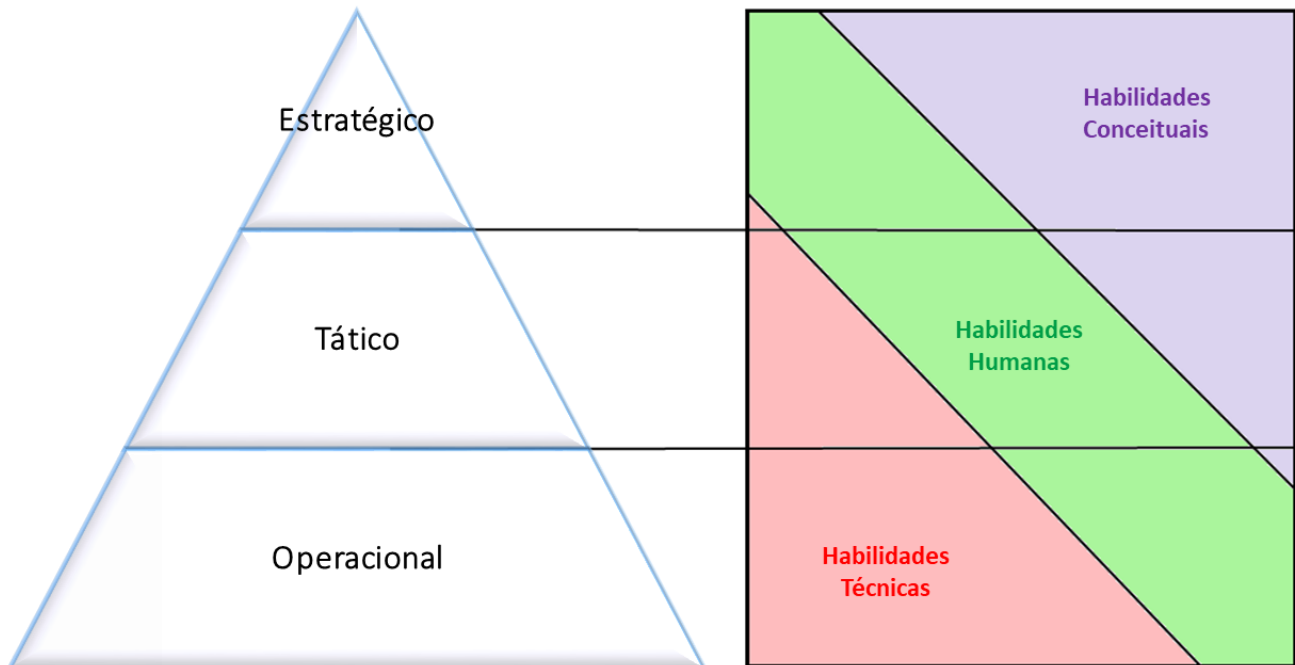 Estratégico
Tático
Operacional
Habilidades
Conceituais
Habilidades
Humanas
Habilidades
Técnicas